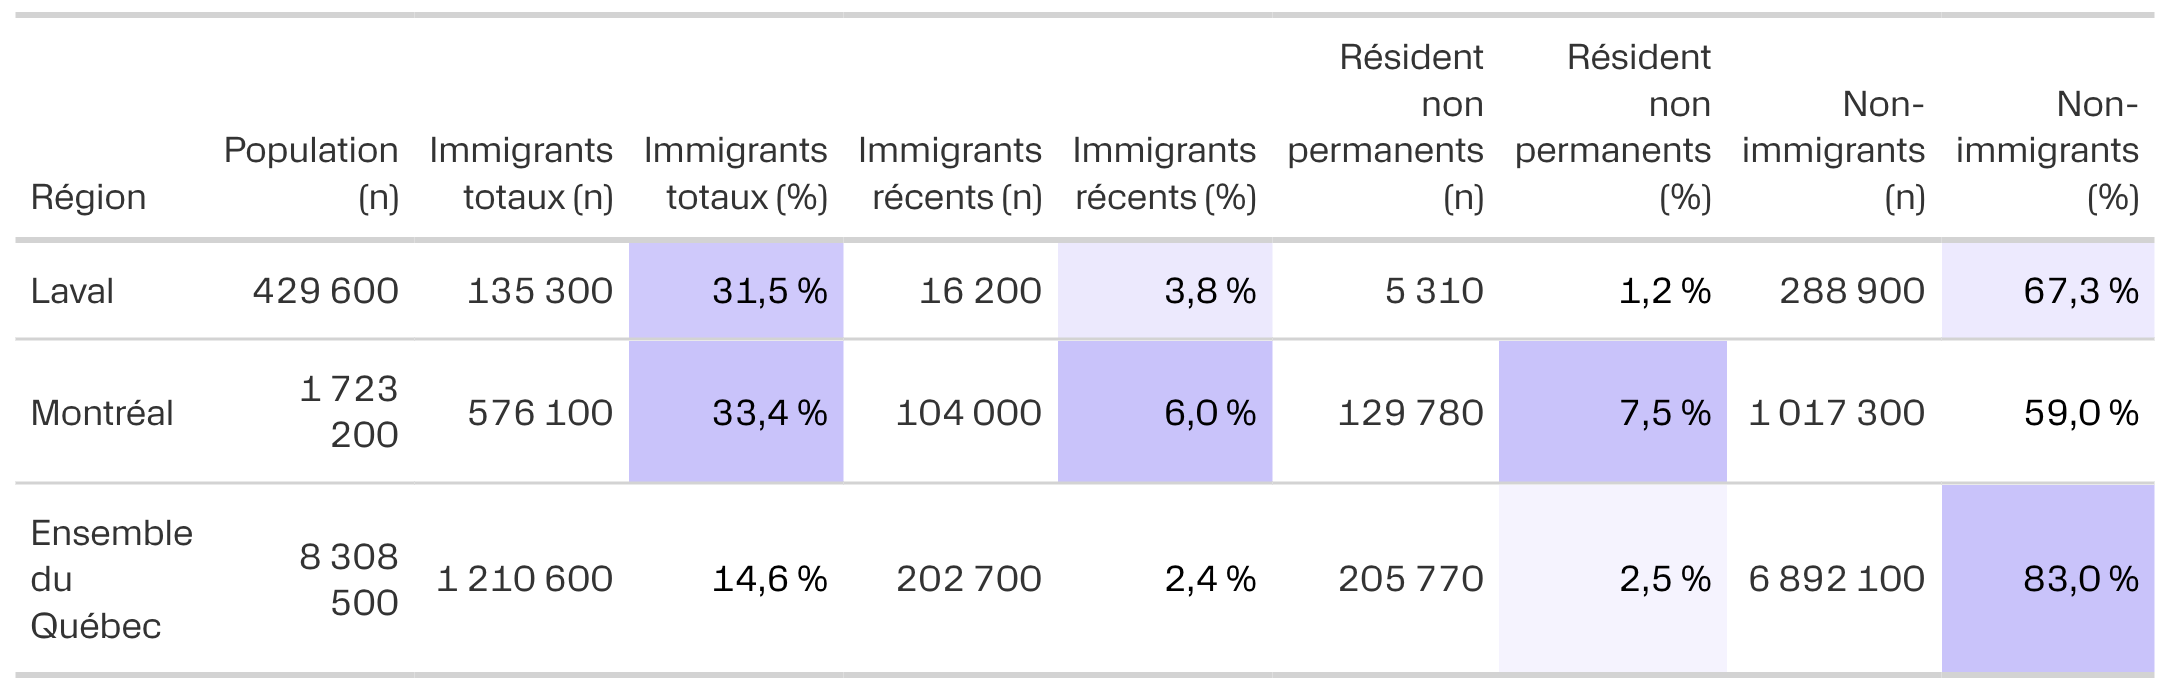 Région
Population
(n)
Immigrants
totaux (n)
Immigrants
totaux (%)
Immigrants
récents (n)
Immigrants
récents (%)
Résident
non
permanents
(n)
Résident
non
permanents
(%)
Non-
immigrants
(n)
Non-
immigrants
(%)
Laval
429 600
135 300
31,5 %
16 200
3,8 %
5 310
1,2 %
288 900
67,3 %
Montréal
1 723
200
576 100
33,4 %
104 000
6,0 %
129 780
7,5 %
1 017 300
59,0 %
Ensemble
du
Québec
8 308
500
1 210 600
14,6 %
202 700
2,4 %
205 770
2,5 %
6 892 100
83,0 %